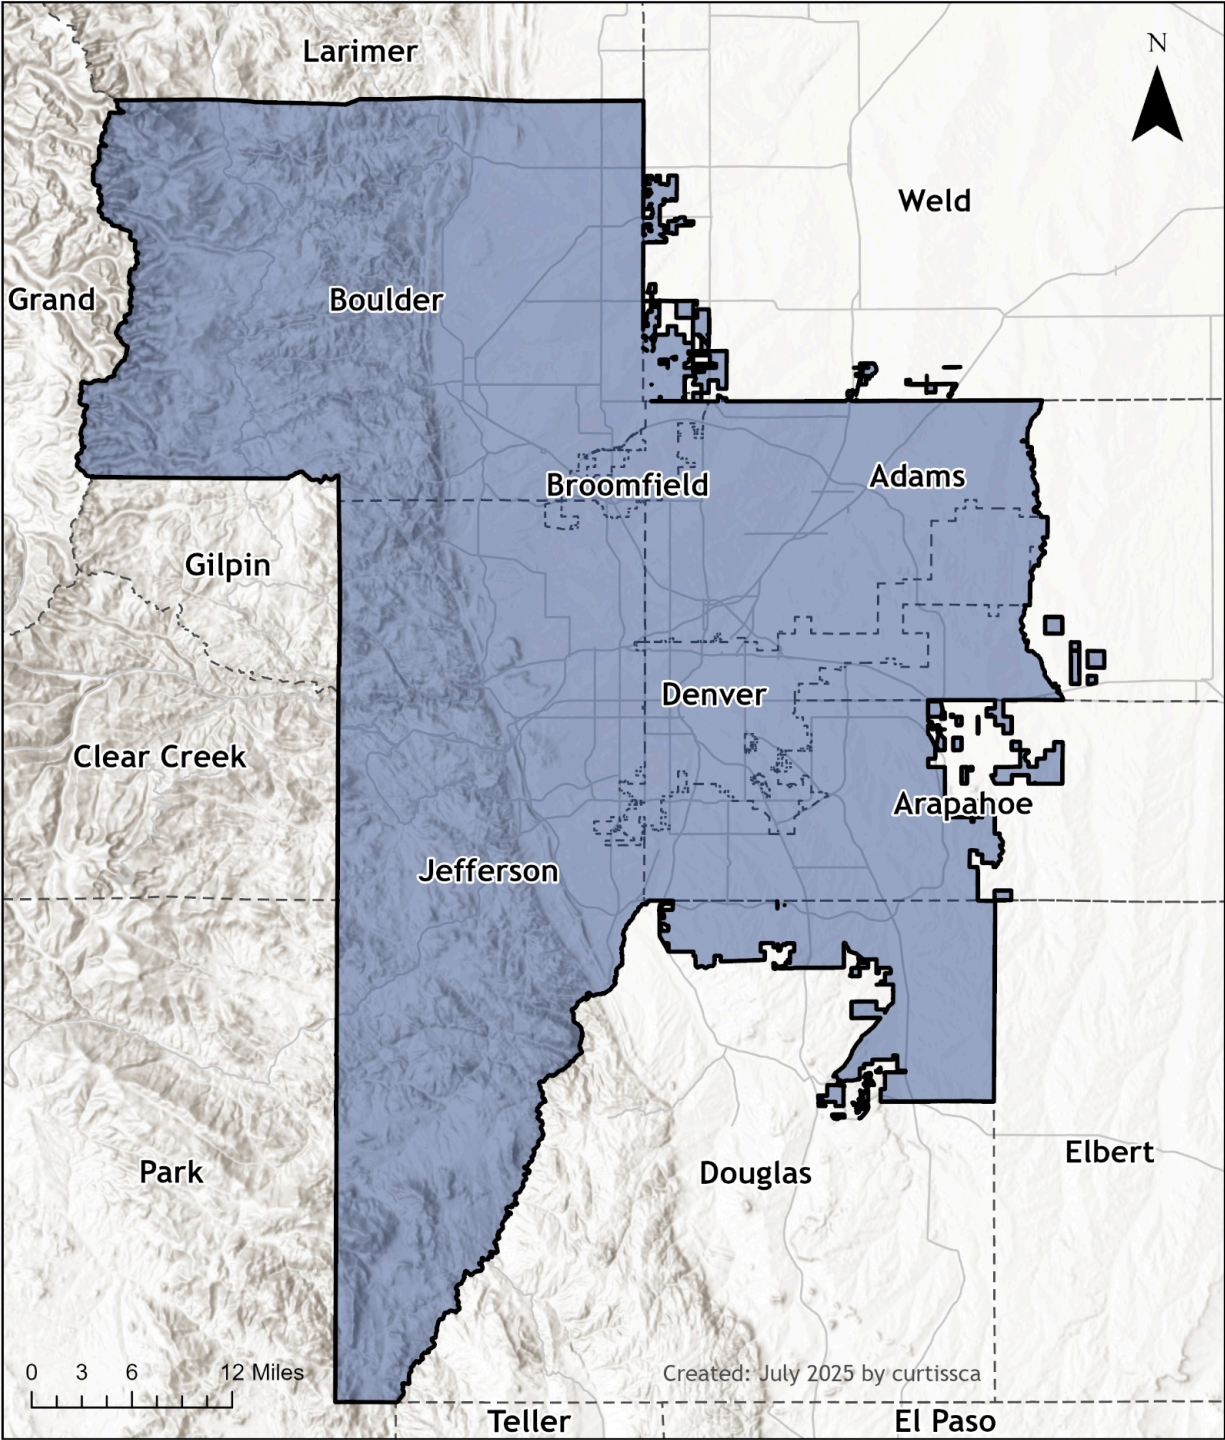 Larimer
N
Weld
Grand
Boulder
Adams
Broomfield
Gilpin
Denver
Clear Creek
Arapahoe
Jefferson
Elbert
Park
Douglas
0 3 6 12 Miles
Created: July 2025 by curtissca
Teller
El Paso